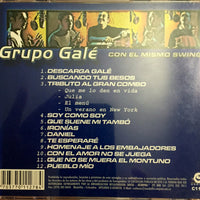 Grupo Galé
CON EL MISMO SWING
1. DESCARGA GALÉ
2. BUSCANDO TUS BESOS
3. TRIBUTO AL GRAN COMBO
- Que me lo den en vida
- Julia
- El menú
- Un verano en New York
4. SOY COMO SOY
5. QUE SUENE MI TAMBÓ
6. IRONÍAS
7. DANIEL
8. TE ESPERARÉ
9. HOMENAJE A LOS EMBAJADORES
10. CON EL AMOR NO SE JUEGA
11. QUE NO SE MUERA EL MONTUNO
12. PUEBLO MÍO